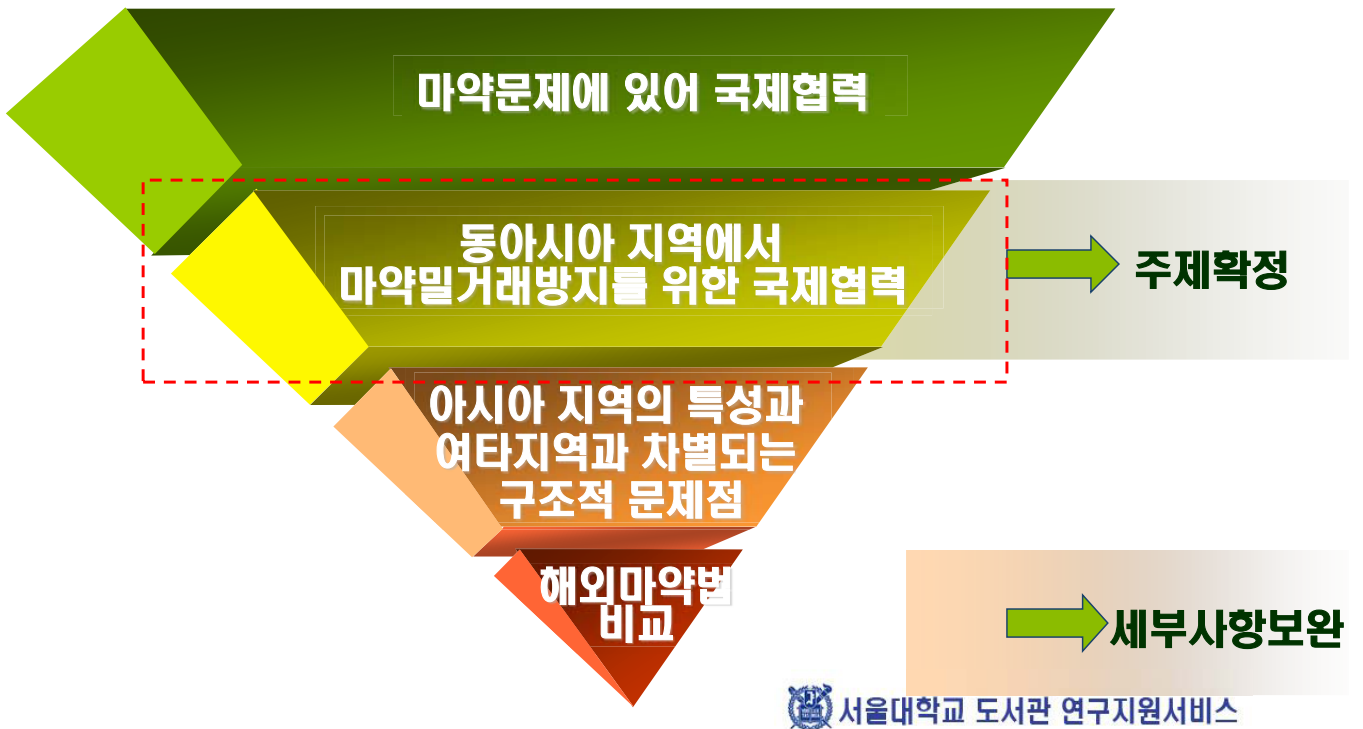 마약문제에 있어 국제협력
동아시아 지역에서
마약밀거래방지를 위한 국제협력
주제확정
아시아 지역의 특성과
여타지역과 차별되는
구조적 문제점
해외마약법
비교
세부사항보완
서울대학교 도서관 연구지원서비스